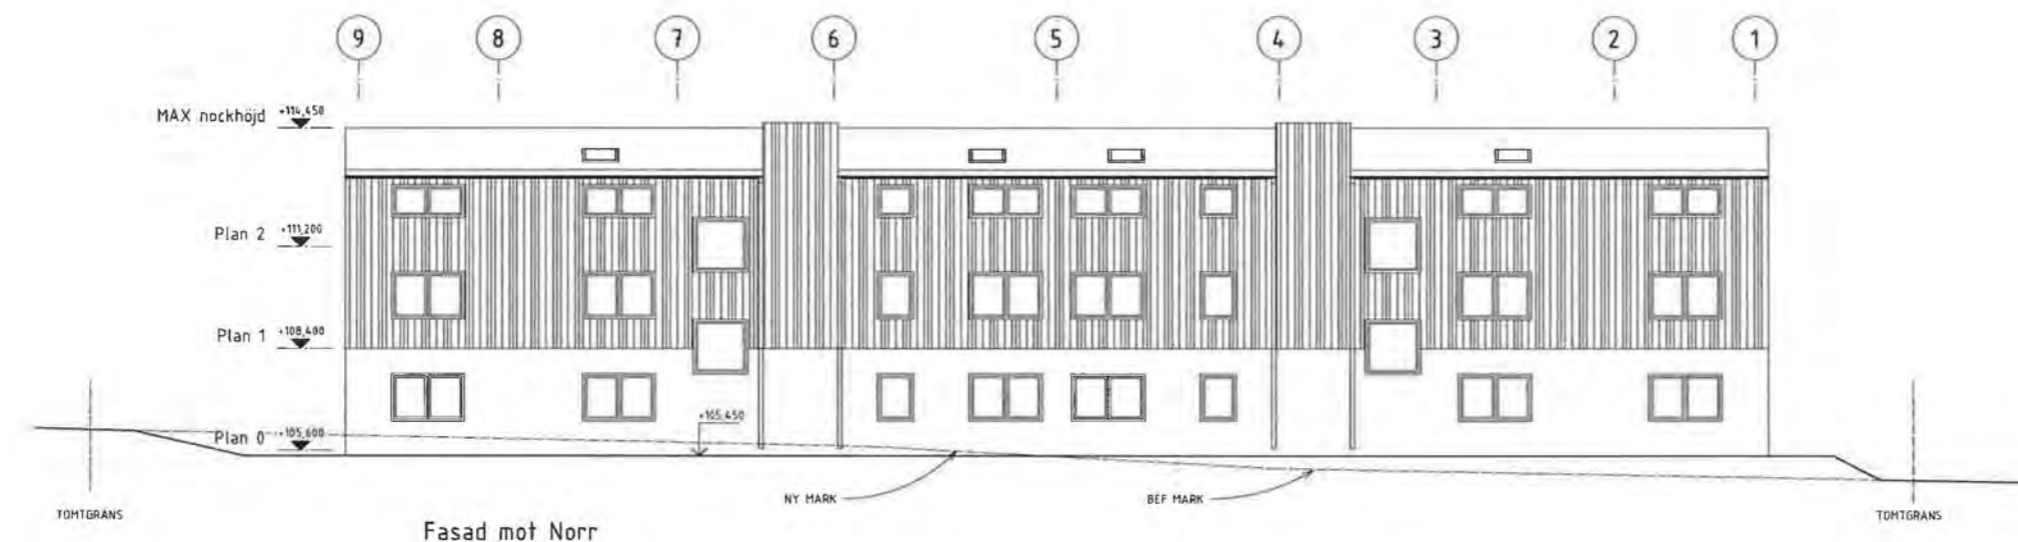 9 8 7 6 5 4 3 2 1
MAX nockhöjd +114,450
Plan 2 +111,200
Plan 1 +108,400
+105,450
Plan 0 +105,600
NY MARK
BEF MARK
TOMTGRÄNS
TOMTGRÄNS
Fasad mot Norr